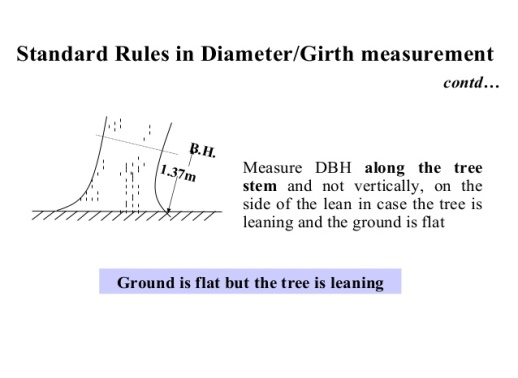 Standard Rules in Diameter/Girth measurement
contd...
B.H.
1.37m
Measure DBH along the tree
stem and not vertically, on the
side of the lean in case the tree is
leaning and the ground is flat
Ground is flat but the tree is leaning